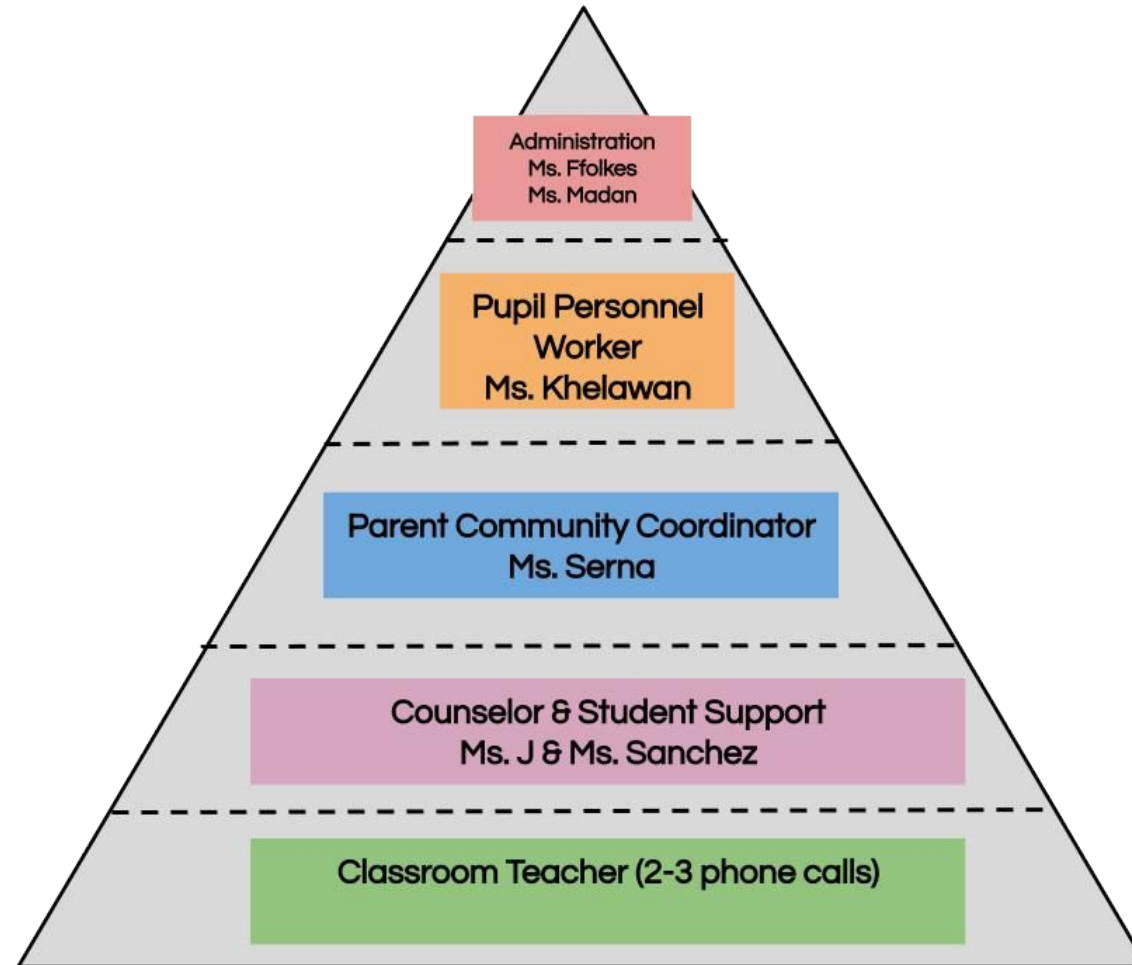 Administration
Ms. Ffolkes
Ms. Madan
Pupil Personnel
Worker
Ms. Khelawan
Parent Community Coordinator
Ms. Serna
Counselor & Student Support
Ms. J & Ms. Sanchez
Classroom Teacher (2-3 phone calls)